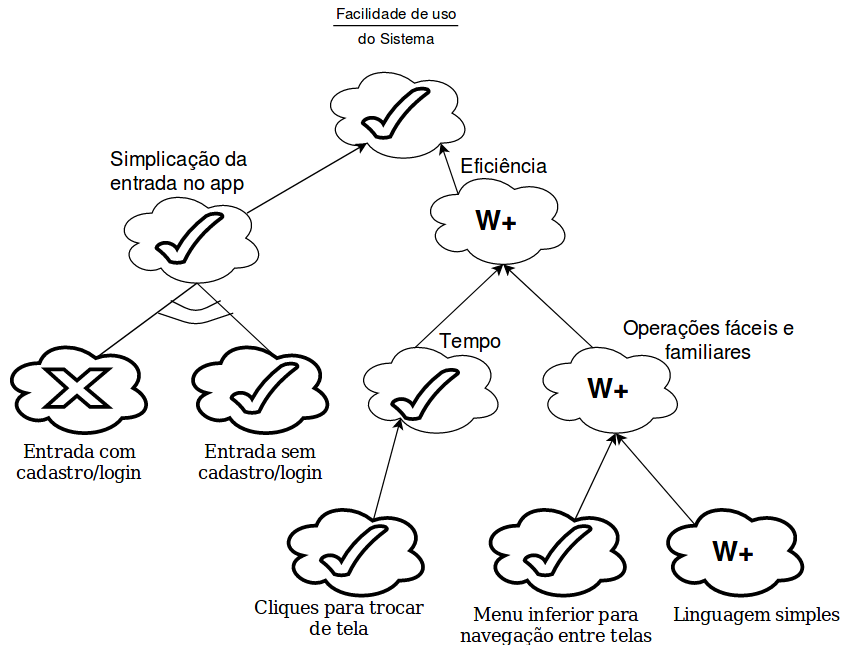 Facilidade de uso
do Sistema
Simplicação da
entrada no app
Eficiência
W+
Tempo
Operações fáceis e
familiares
W+
Entrada com
cadastro/login
Entrada sem
cadastro/login
W+
Cliques para trocar
de tela
Menu inferior para
navegação entre telas
Linguagem simples